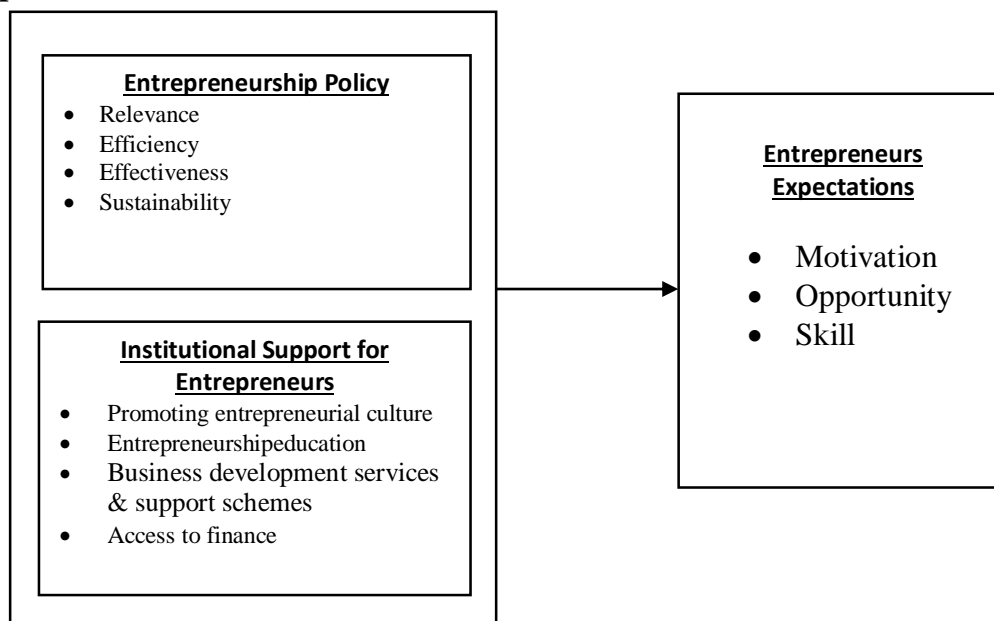 Entrepreneurship Policy
• Relevance
• Efficiency
• Effectiveness
• Sustainability
Institutional Support for
Entrepreneurs
• Promoting entrepreneurial culture
• Entrepreneurshipeducation
• Business development services
& support schemes
• Access to finance
Entrepreneurs
Expectations
• Motivation
• Opportunity
• Skill